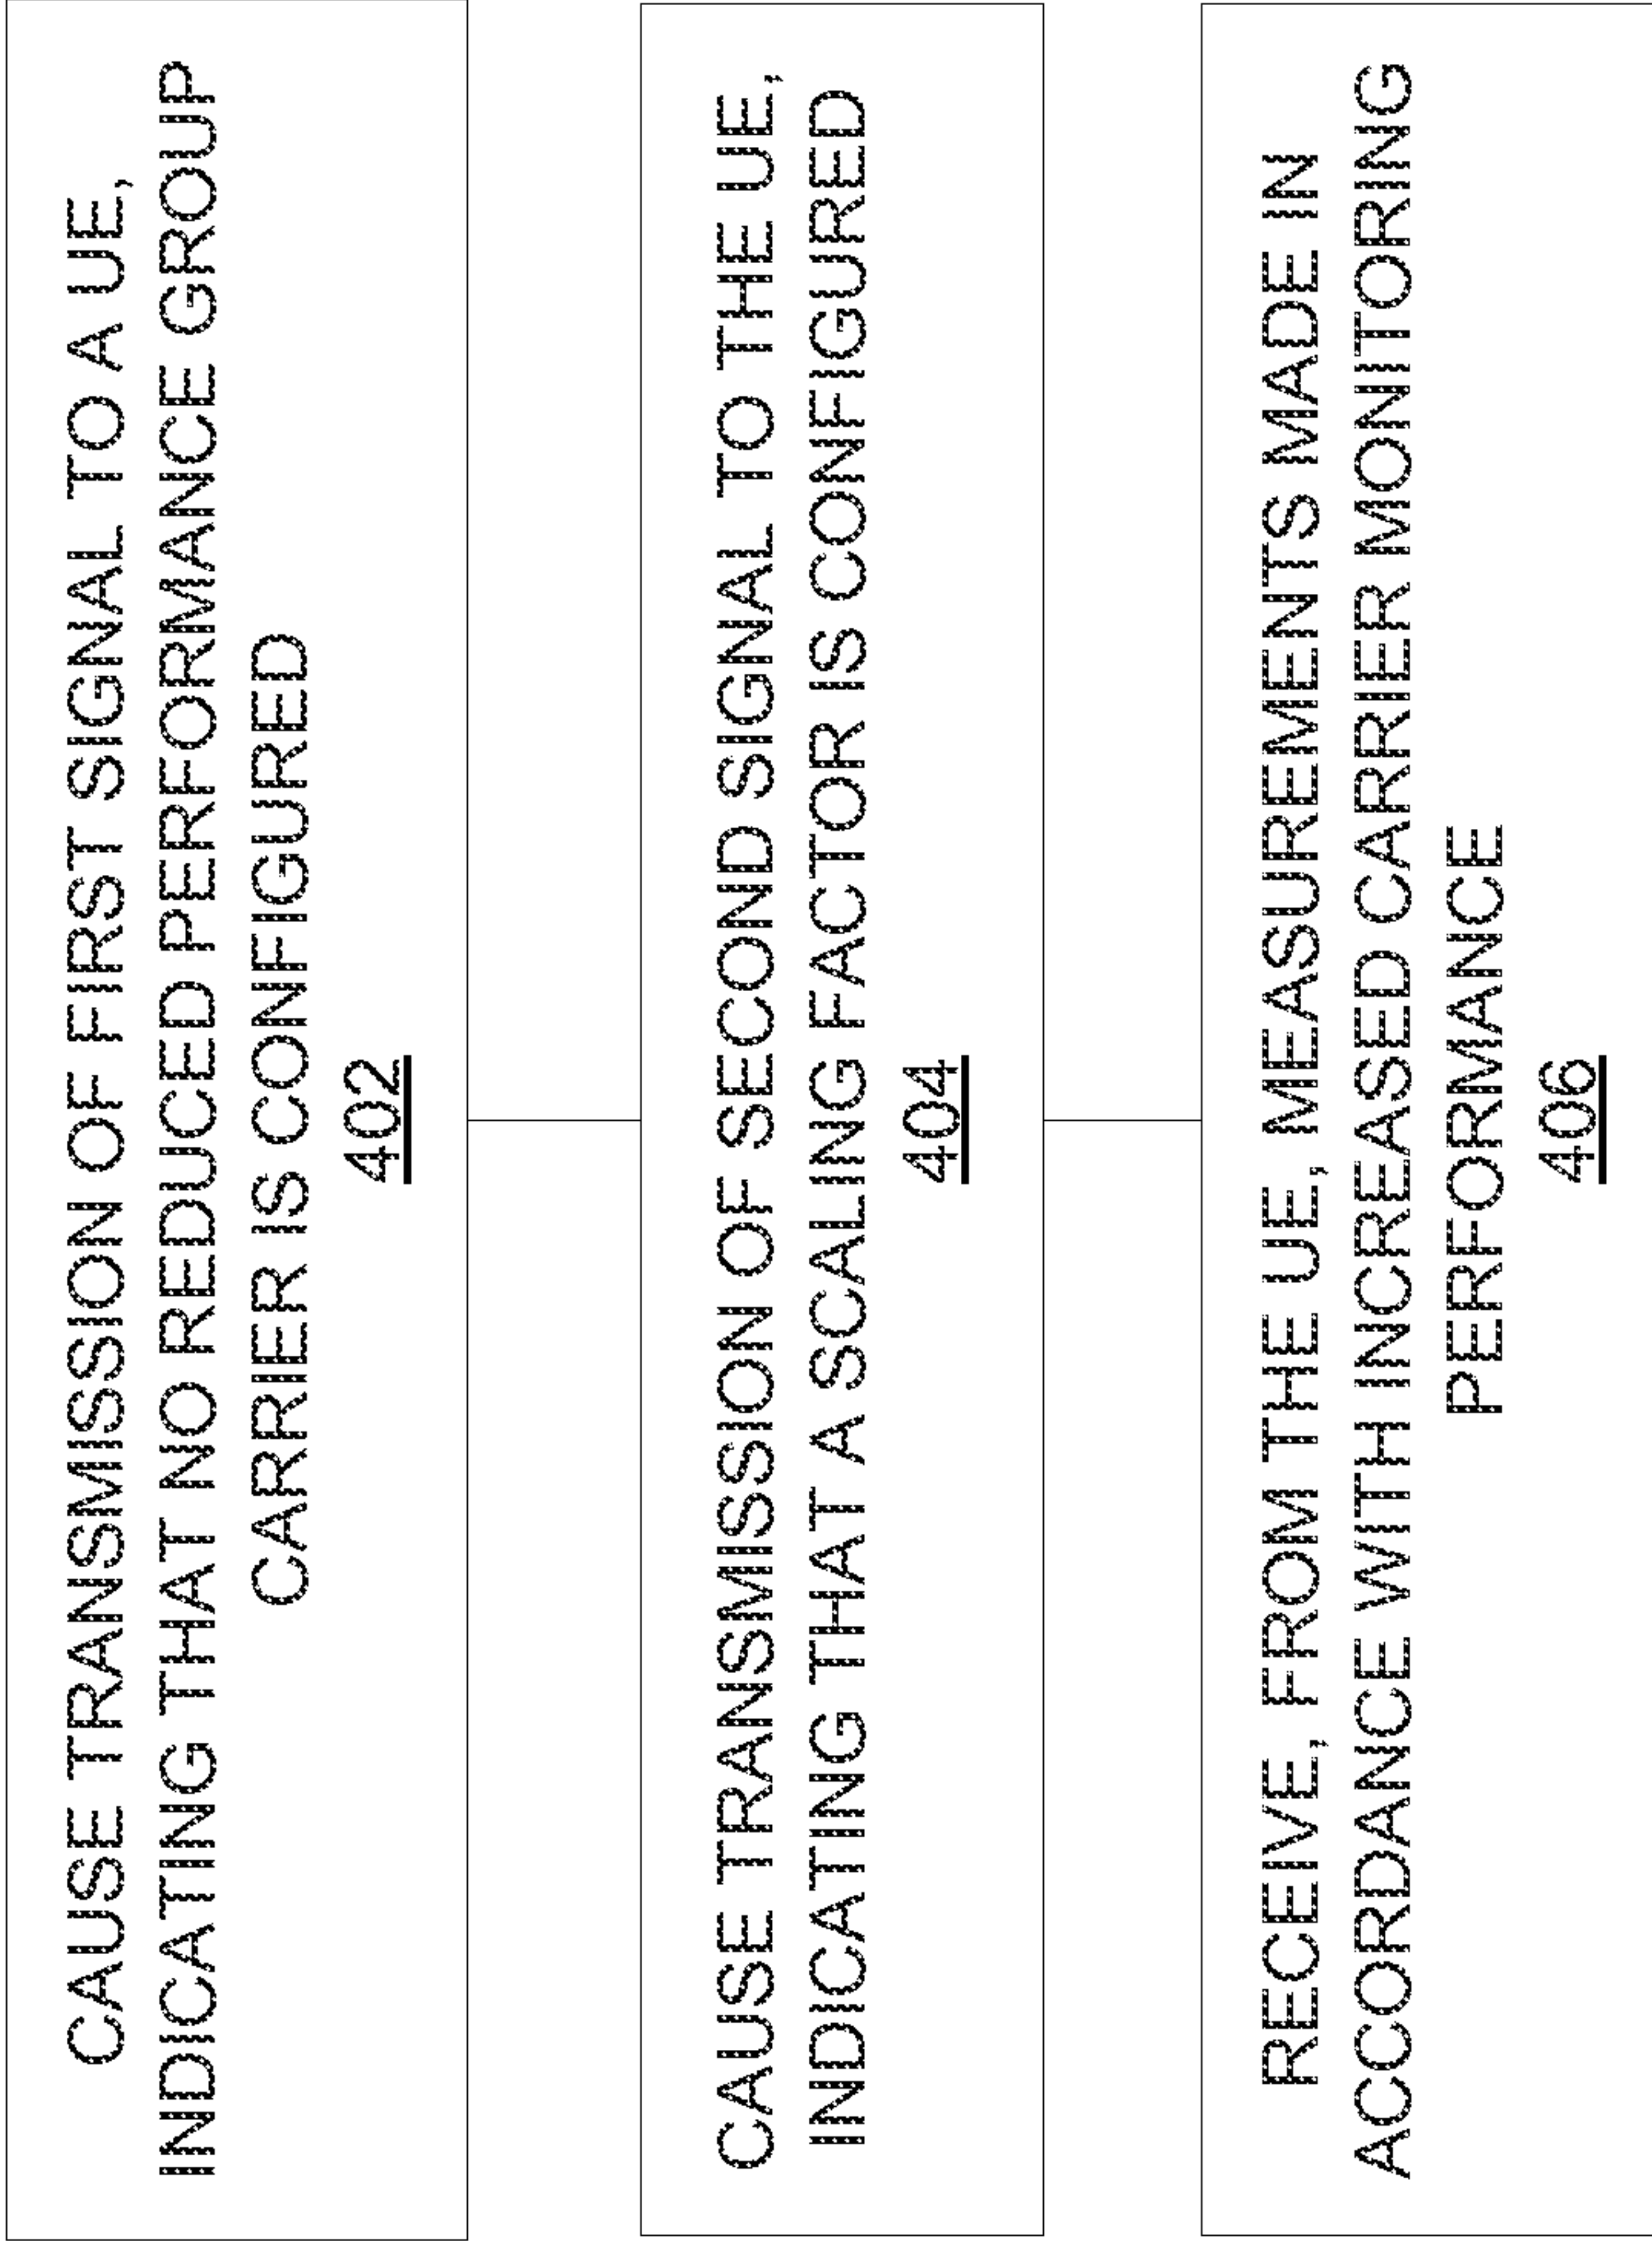 CAUSE TRANSMISSION OF FIRST SIGNAL TO A UE,
INDICATING THAT NO REDUCED PERFORMANCE GROUP
CARRIER IS CONFIGURED
402
CAUSE TRANSMISSION OF SECOND SIGNAL TO THE UE,
INDICATING THAT A SCALING FACTOR IS CONFIGURED
404
RECEIVE, FROM THE UE, MEASUREMENTS MADE IN
ACCORDANCE WITH INCREASED CARRIER MONITORING
PERFORMANCE
406